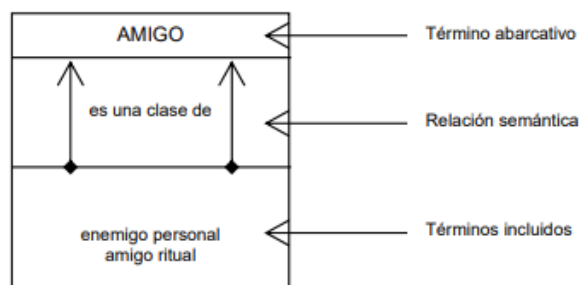 AMIGO
Término abarcativo
es una clase de
Relación semántica
enemigo personal
amigo ritual
Términos incluidos